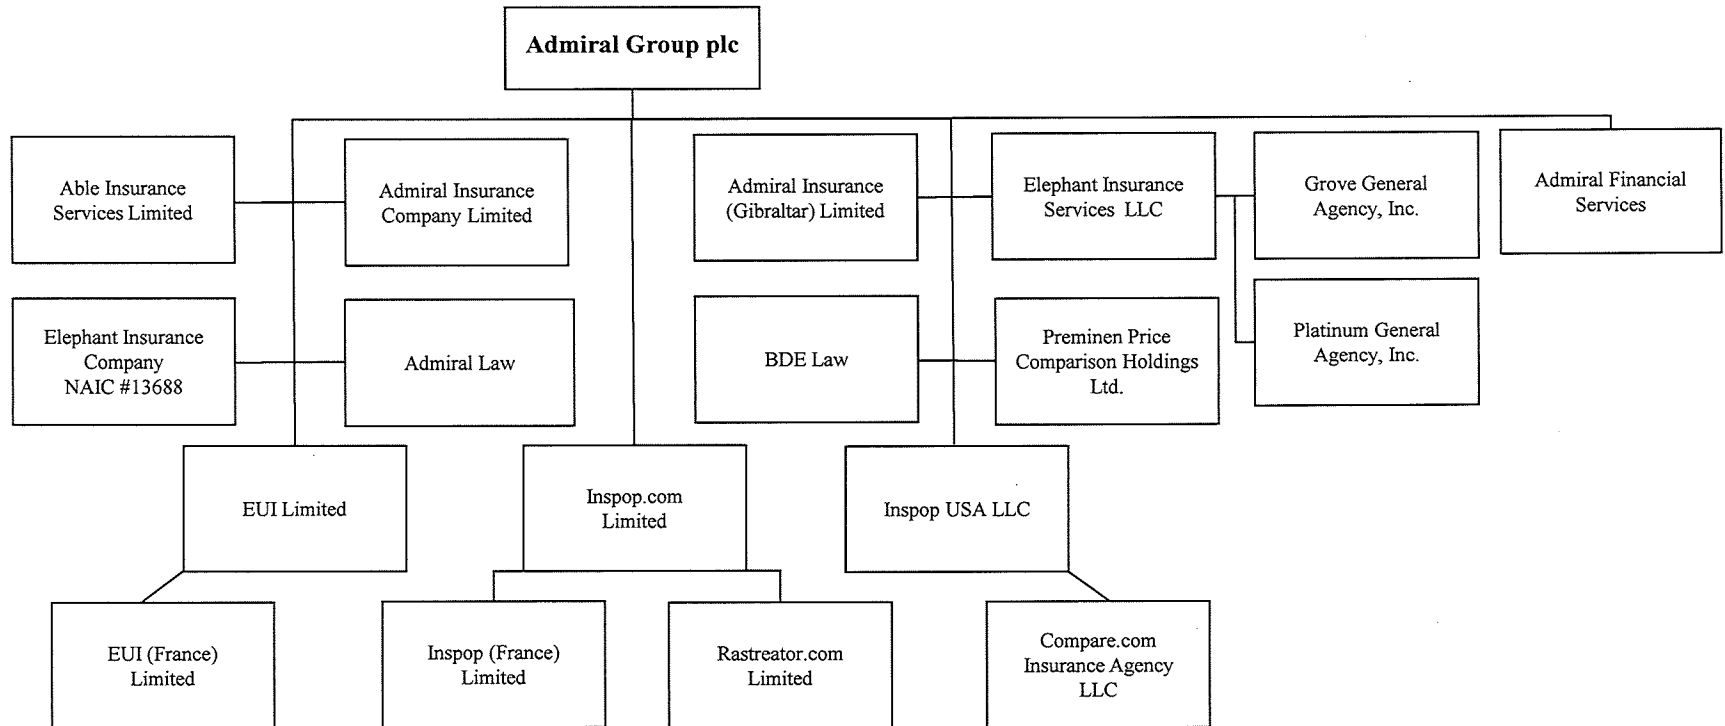 Admiral Group plc
Able Insurance
Services Limited
Admiral Insurance
Company Limited
Admiral Insurance
(Gibraltar) Limited
Elephant Insurance
Services LLC
Grove General
Agency, Inc.
Admiral Financial
Services
Elephant Insurance
Company
NAIC #13688
Admiral Law
BDE Law
Preminen Price
Comparison Holdings
Ltd.
Platinum General
Agency, Inc.
EUI Limited
Inspop.com
Limited
Inspop USA LLC
EUI (France)
Limited
Inspop (France)
Limited
Rastreator.com
Limited
Compare.com
Insurance Agency
LLC